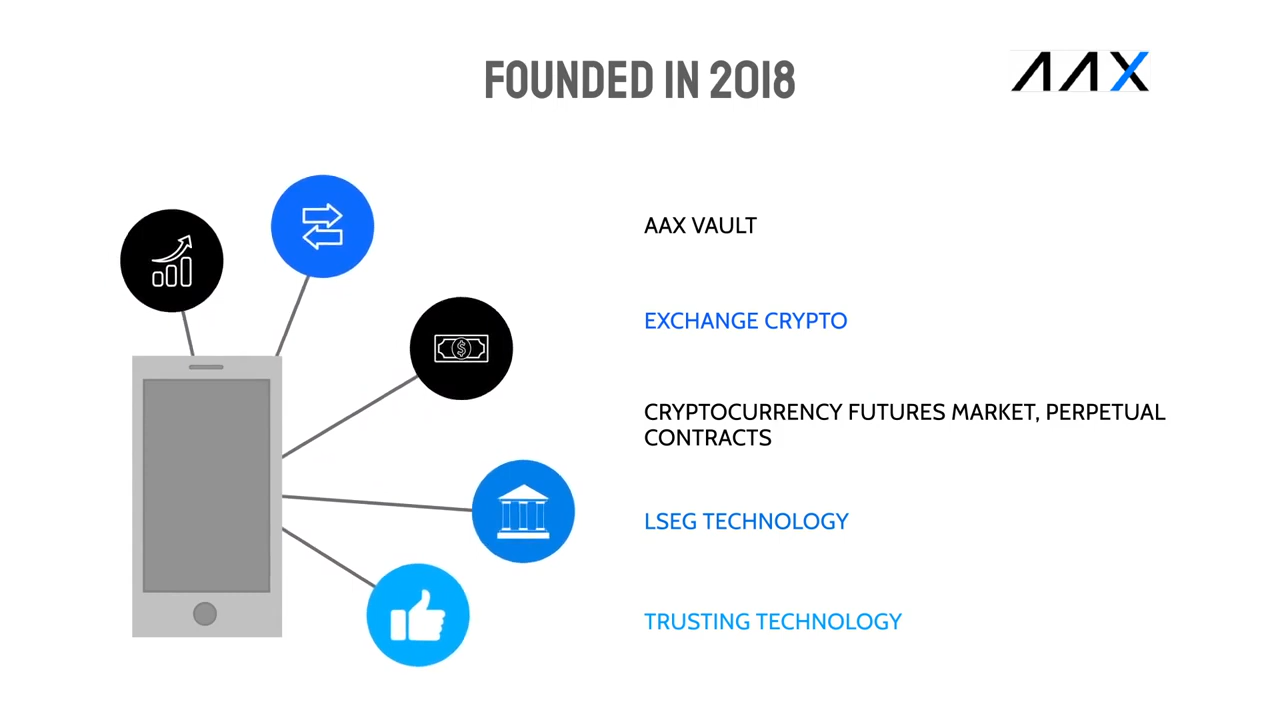 FOUNDED IN 2018
AAX
AAX VAULT
EXCHANGE CRYPTO
CRYPTOCURRENCY FUTURES MARKET, PERPETUAL
CONTRACTS
LSEG TECHNOLOGY
TRUSTING TECHNOLOGY
$